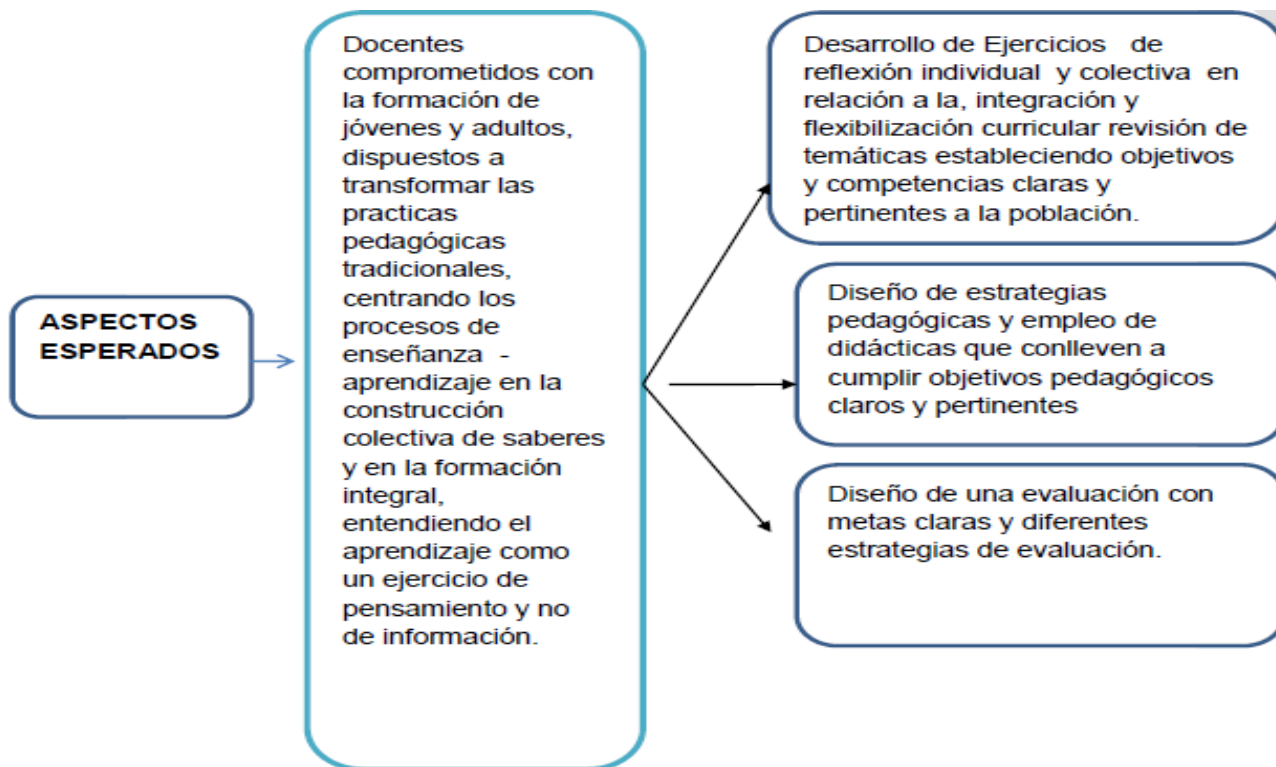 ASPECTOS
ESPERADOS
Docentes
comprometidos con
la formación de
jóvenes y adultos,
dispuestos a
transformar las
practicas
pedagógicas
tradicionales,
centrando los
procesos de
enseñanza -
aprendizaje en la
construcción
colectiva de saberes
y en la formación
integral,
entendiendo el
aprendizaje como
un ejercicio de
pensamiento y no
de información.
Desarrollo de Ejercicios de
reflexión individual y colectiva en
relación a la, integración y
flexibilización curricular revisión de
temáticas estableciendo objetivos
y competencias claras y
pertinentes a la población.
Diseño de estrategias
pedagógicas y empleo de
didácticas que conlleven a
cumplir objetivos pedagógicos
claros y pertinentes
Diseño de una evaluación con
metas claras y diferentes
estrategias de evaluación.